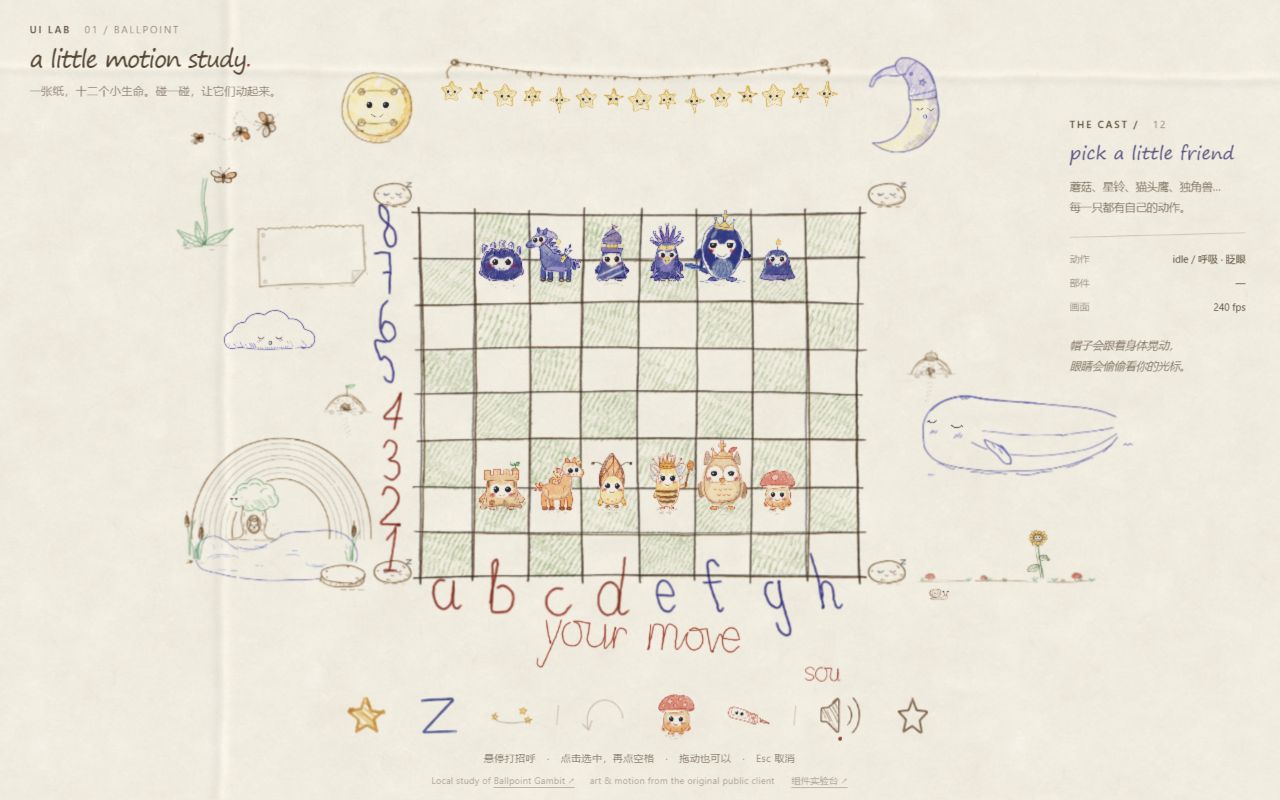 UI LAB 01 / BALLPOINT
a little motion study.
一张纸，十二个小生命。碰一碰，让它们动起来。
THE CAST / 12
pick a little friend
蘑菇、星铃、猫头鹰、独角兽…
每一只都有自己的动作。
动作 idle / 呼吸 · 眨眼
部件 —
画面 240 fps
帽子会跟着身体晃动，
眼睛会偷偷看你的光标。
8
7
6
5
4
3
2
1
a b c d e f g h
your move
sou
Z
悬停打招呼 · 点击选中，再点空格 · 拖动也可以 · Esc 取消
Local study of Ballpoint Gambit ↗ art & motion from the original public client 组件实验台 ↗